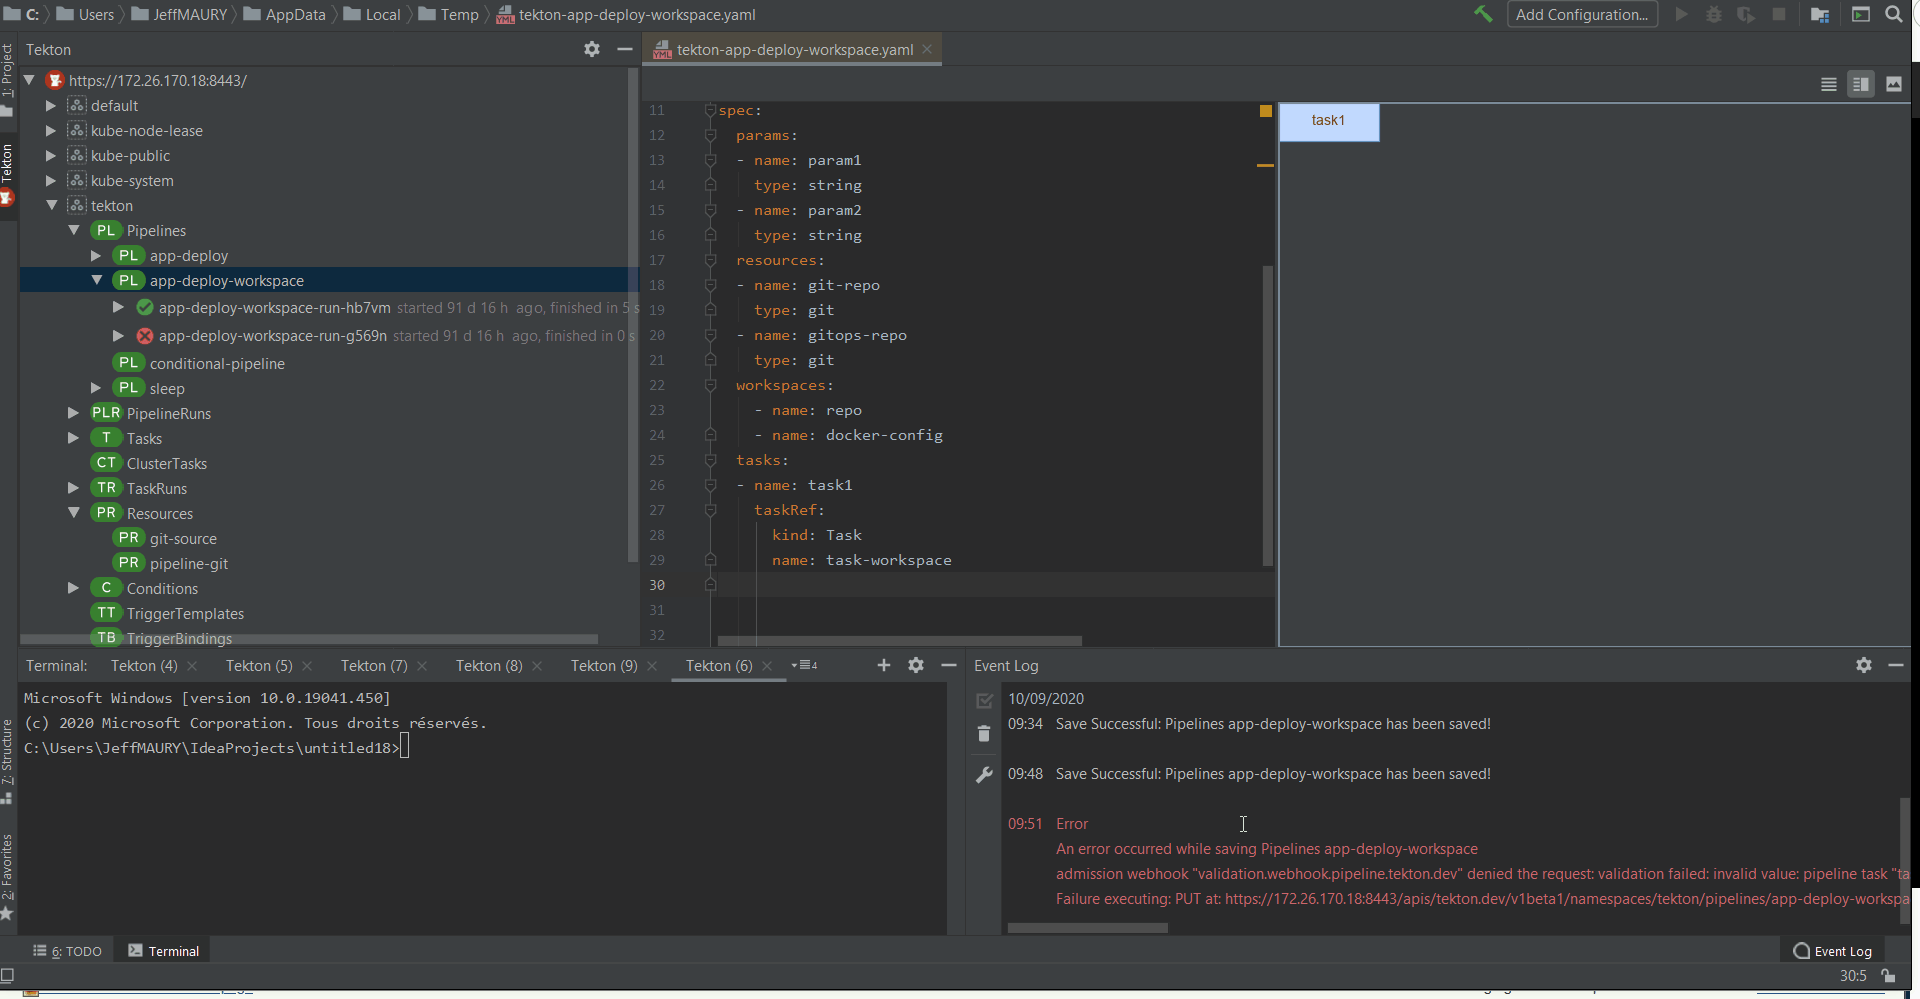 C: Users JeffMAURY AppData Local Temp tekton-app-deploy-workspace.yaml
Add Configuration...
1: Project
Tekton
2: Favorites
7: Structure
Tekton
https://172.26.170.18:8443/
default
kube-node-lease
kube-public
kube-system
tekton
PL Pipelines
PL app-deploy
PL app-deploy-workspace
app-deploy-workspace-run-hb7vm started 91 d 16 h ago, finished in 5 s
app-deploy-workspace-run-g569n started 91 d 16 h ago, finished in 0 s
PL conditional-pipeline
PL sleep
PLR PipelineRuns
T Tasks
CT ClusterTasks
TR TaskRuns
PR Resources
PR git-source
PR pipeline-git
C Conditions
TT TriggerTemplates
TB TriggerBindings
YML tekton-app-deploy-workspace.yaml
11 spec:
12 params:
13 - name: param1
14 type: string
15 - name: param2
16 type: string
17 resources:
18 - name: git-repo
19 type: git
20 - name: gitops-repo
21 type: git
22 workspaces:
23 - name: repo
24 - name: docker-config
25 tasks:
26 - name: task1
27 taskRef:
28 kind: Task
29 name: task-workspace
30
31
32
task1
Terminal: Tekton (4) Tekton (5) Tekton (7) Tekton (8) Tekton (9) Tekton (6) 4
Microsoft Windows [version 10.0.19041.450]
(c) 2020 Microsoft Corporation. Tous droits réservés.
C:\Users\JeffMAURY\IdeaProjects\untitled18>
Event Log
10/09/2020
09:34 Save Successful: Pipelines app-deploy-workspace has been saved!
09:48 Save Successful: Pipelines app-deploy-workspace has been saved!
09:51 Error
An error occurred while saving Pipelines app-deploy-workspace
admission webhook "validation.webhook.pipeline.tekton.dev" denied the request: validation failed: invalid value: pipeline task "ta
Failure executing: PUT at: https://172.26.170.18:8443/apis/tekton.dev/v1beta1/namespaces/tekton/pipelines/app-deploy-workspa
6: TODO Terminal
Event Log
30:5